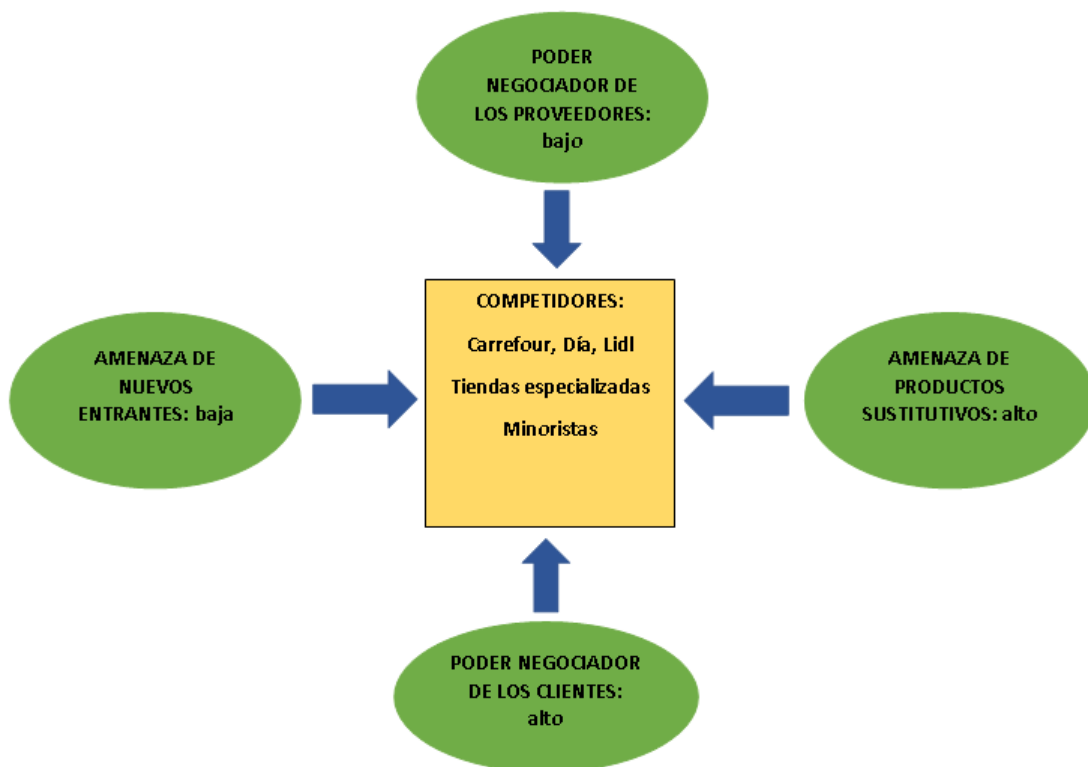 PODER
NEGOCIADOR DE
LOS PROVEEDORES:
bajo
COMPETIDORES:
Carrefour, Día, Lidl
Tiendas especializadas
Minoristas
AMENAZA DE
NUEVOS
ENTRANTES: baja
AMENAZA DE
PRODUCTOS
SUSTITUTIVOS: alto
PODER NEGOCIADOR
DE LOS CLIENTES:
alto